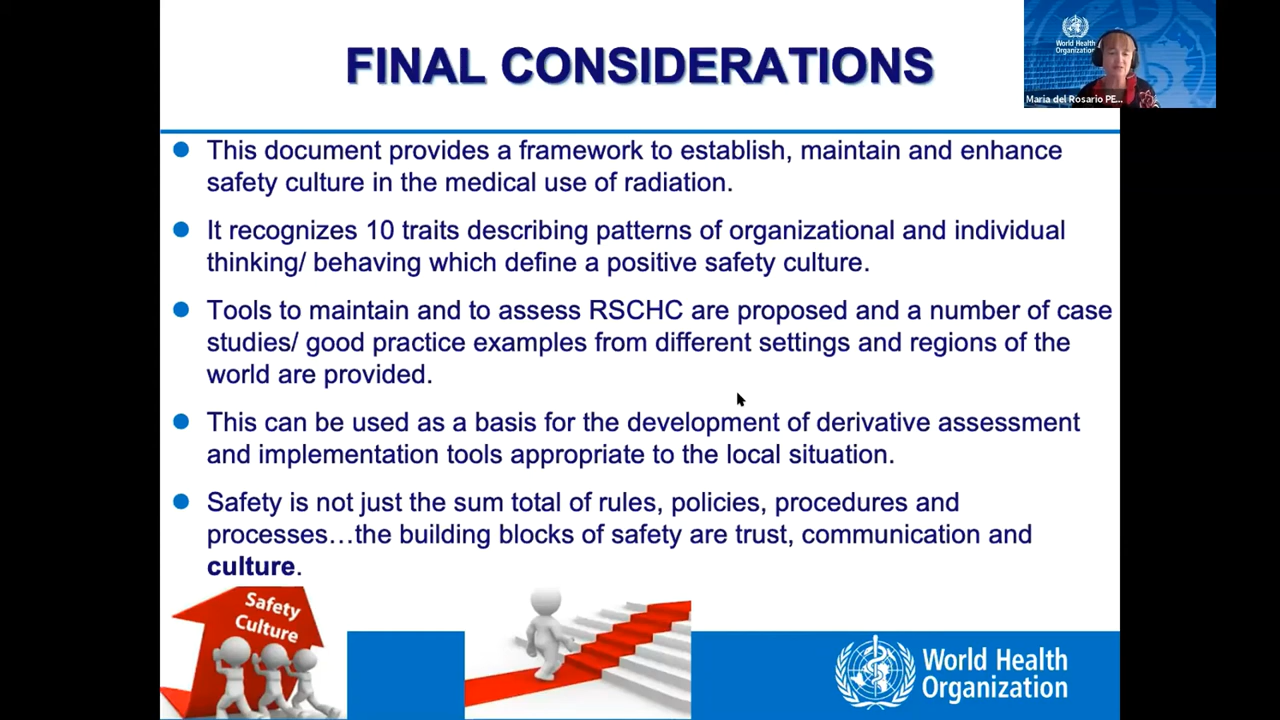 FINAL CONSIDERATIONS
World Health
Organization
Maria del Rosario PE...
This document provides a framework to establish, maintain and enhance
safety culture in the medical use of radiation.
It recognizes 10 traits describing patterns of organizational and individual
thinking/ behaving which define a positive safety culture.
Tools to maintain and to assess RSCHC are proposed and a number of case
studies/ good practice examples from different settings and regions of the
world are provided.
This can be used as a basis for the development of derivative assessment
and implementation tools appropriate to the local situation.
Safety is not just the sum total of rules, policies, procedures and
processes…the building blocks of safety are trust, communication and
culture.
Safety
Culture
World Health
Organization